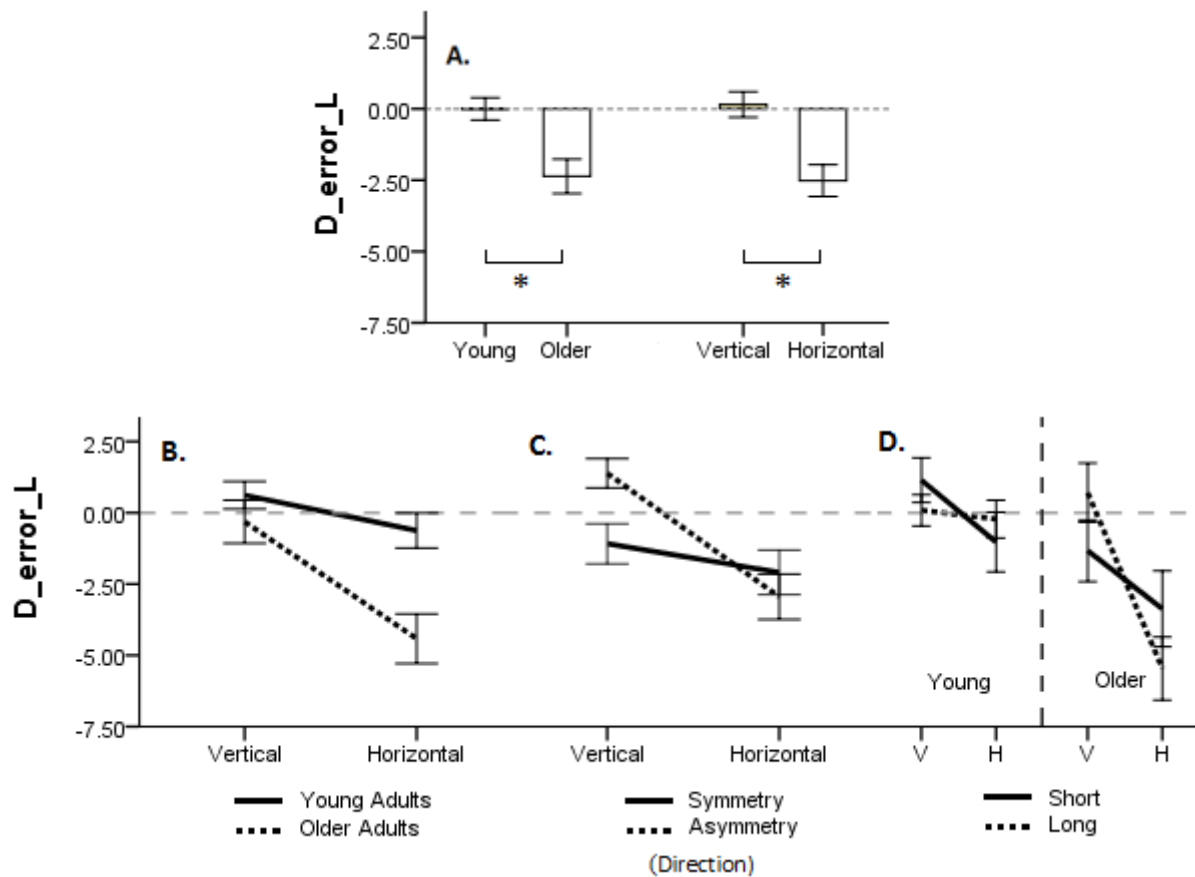 A.
D_error_L
2.50
0.00
-2.50
-5.00
-7.50
* *
Young Older Vertical Horizontal
B. C. D.
D_error_L
2.50
0.00
-2.50
-5.00
-7.50
Young Older
Vertical Horizontal Vertical Horizontal V H V H
Young Adults Symmetry Short
Older Adults Asymmetry Long
(Direction)